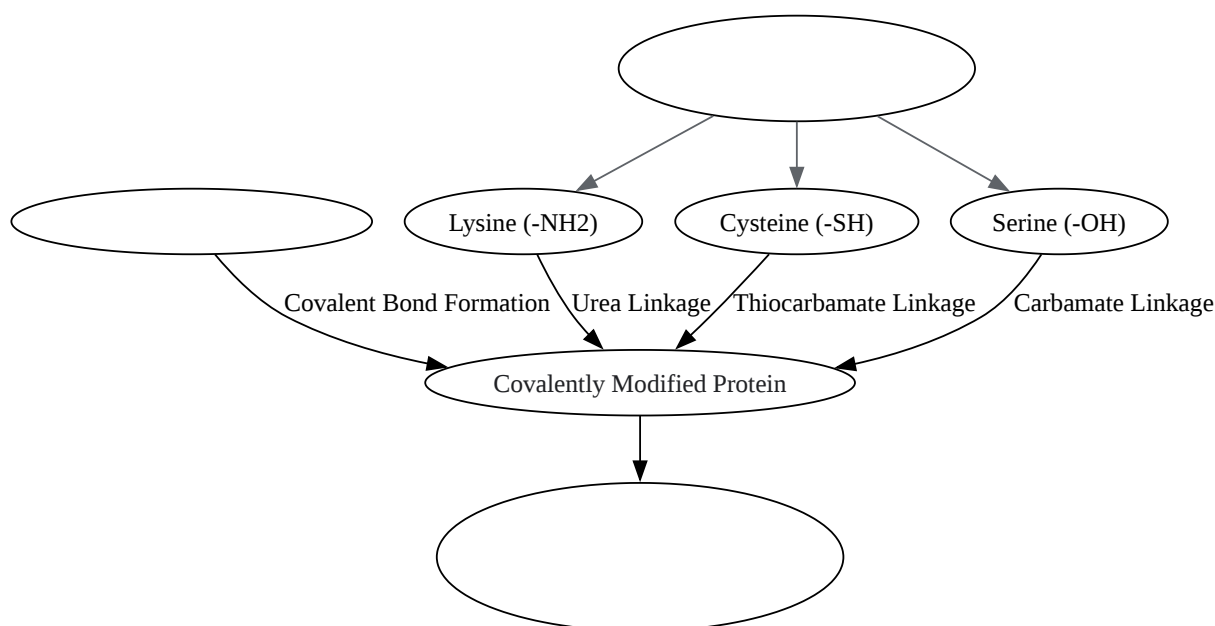 Lysine (-NH2)
Cysteine (-SH)
Serine (-OH)
Covalent Bond Formation
Urea Linkage
Thiocarbamate Linkage
Carbamate Linkage
Covalently Modified Protein